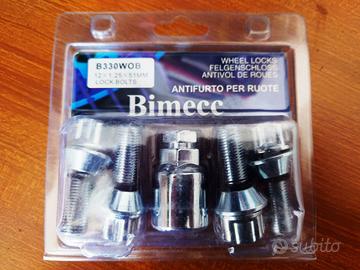 B330WOB
12×1,25×51MM
LOCK BOLTS
WHEEL LOCKS
FELGENSCHLOSS
ANTIVOL DE ROUES
ANTIFURTO PER RUOTE
Bimecc
subito